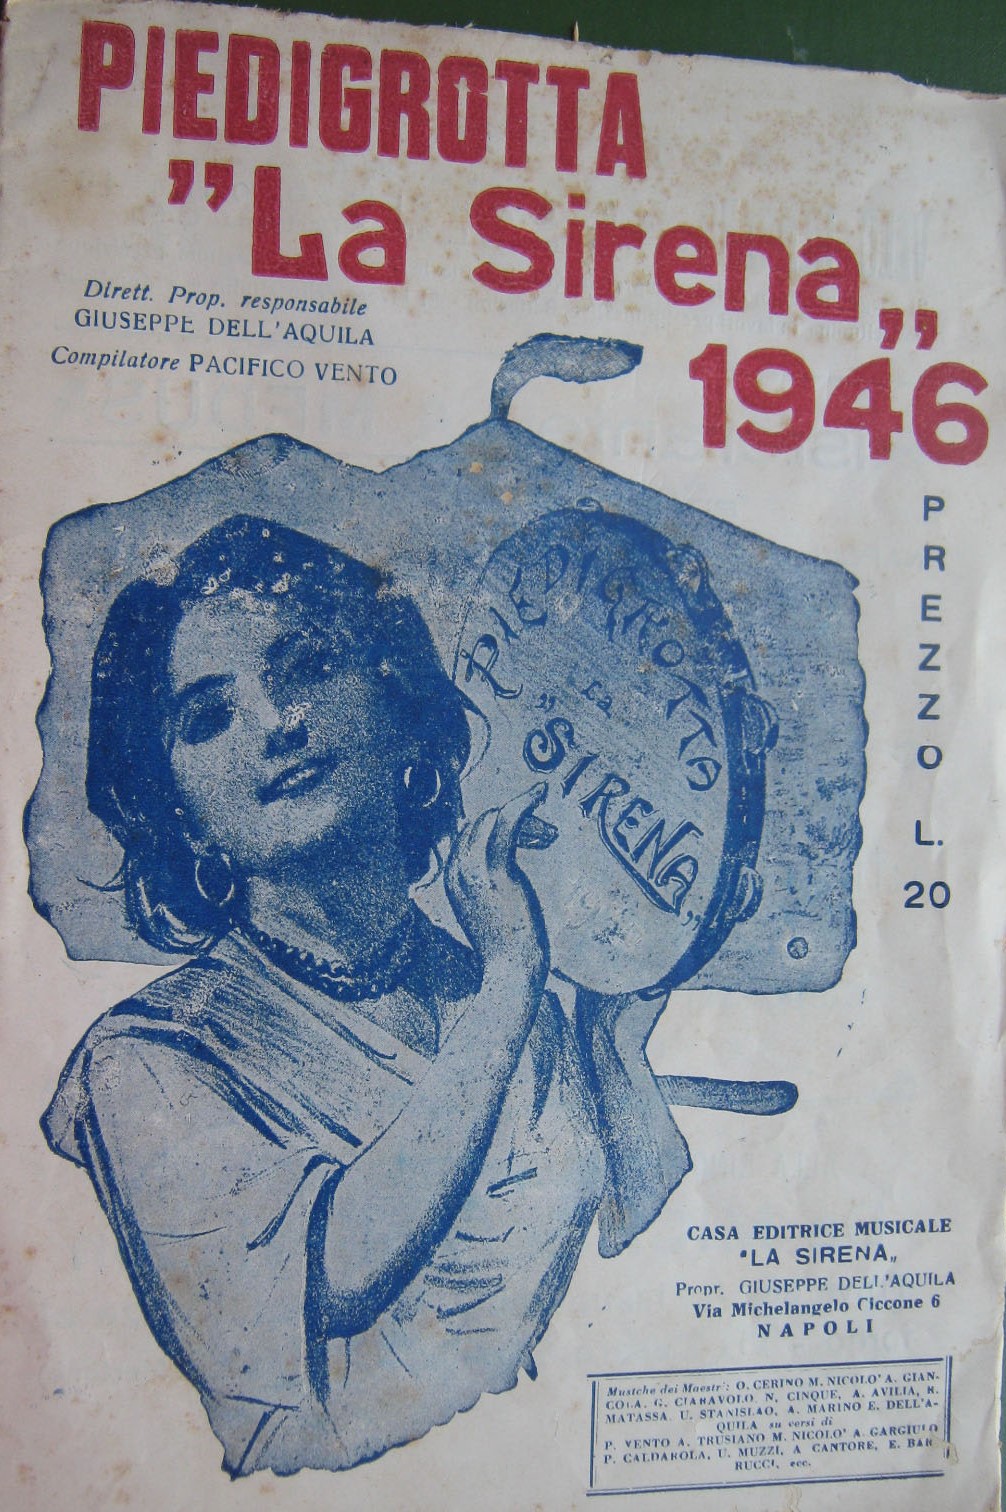 PIEDIGROTTA
"La Sirena„
1946
Dirett. Prop. responsabile
GIUSEPPE DELL'AQUILA
Compilatore PACIFICO VENTO
PREZZO L. 20
PIEDIGROTTA
La
„SIRENA„
CASA EDITRICE MUSICALE
"LA SIRENA„
Propr. GIUSEPPE DELL'AQUILA
Via Michelangelo Ciccone 6
NAPOLI
Musiche dei Maestri: O. CERINO M. NICOLO' A. GIAN-
COLA, G. CIARAVOLO N, CINQUE, A. AVILIA, R.
MATASSA, U. STANISLAO, A. MARINO E. DELL'A-
QUILA su versi di
P. VENTO A. TRUSIANO M. NICOLO' A. GARGIULO
P. CALDAROLA, U. MUZZI, A CANTORE, E. BAR
RUCCI, ecc.